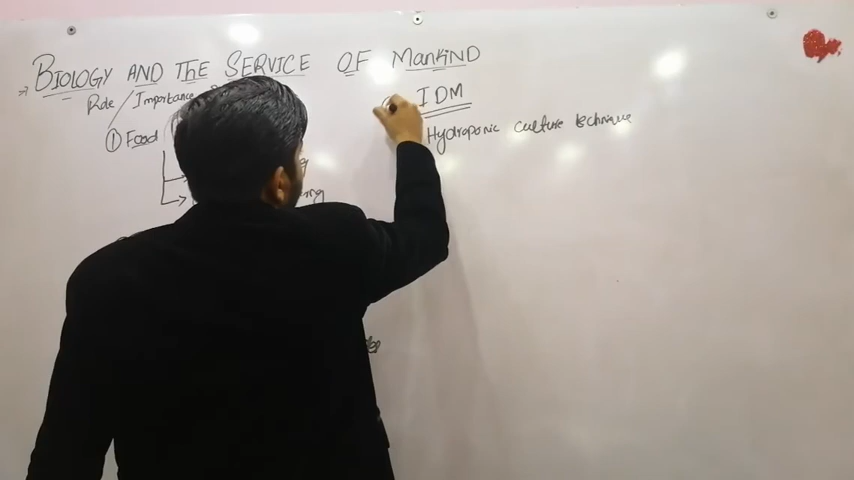 BIOLOGY AND THE SERVICE OF MANKIND
Role / Importance
① Food
IDM
Hydroponic culture technique